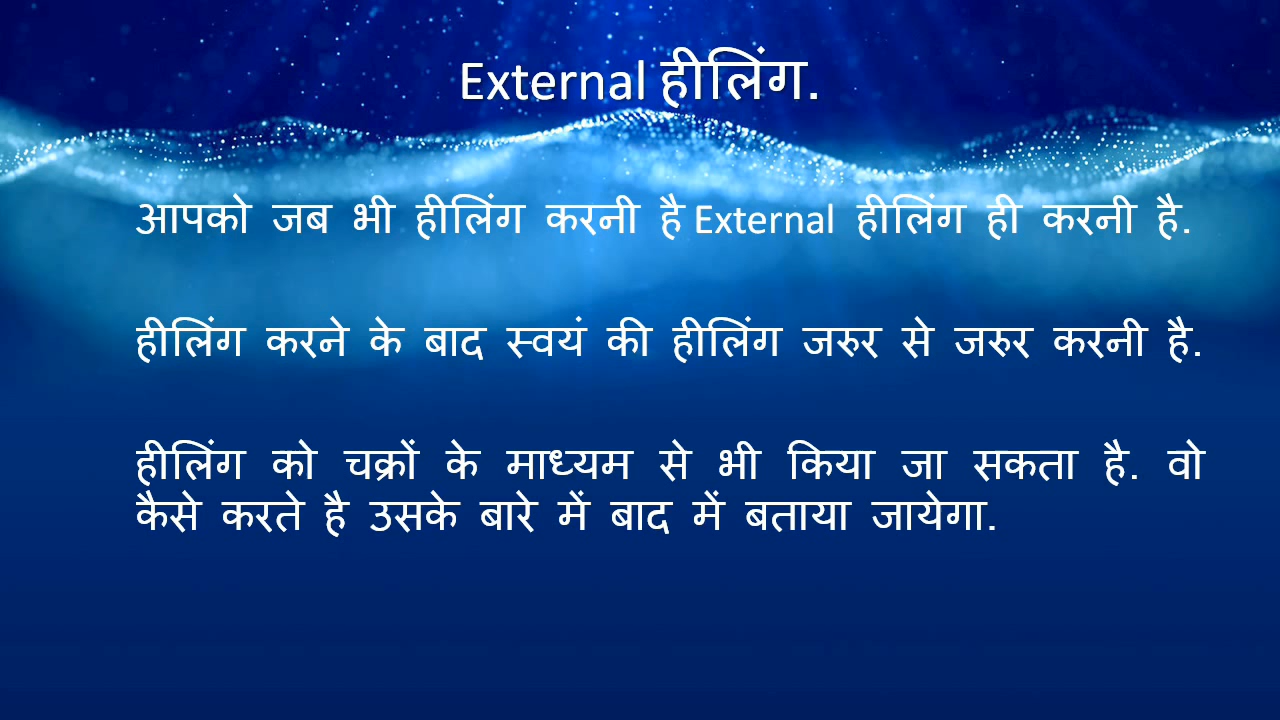 External हीलिंग.
आपको जब भी हीलिंग करनी है External हीलिंग ही करनी है.
हीलिंग करने के बाद स्वयं की हीलिंग जरुर से जरुर करनी है.
हीलिंग को चक्रों के माध्यम से भी किया जा सकता है. वो
कैसे करते है उसके बारे में बाद में बताया जायेगा.